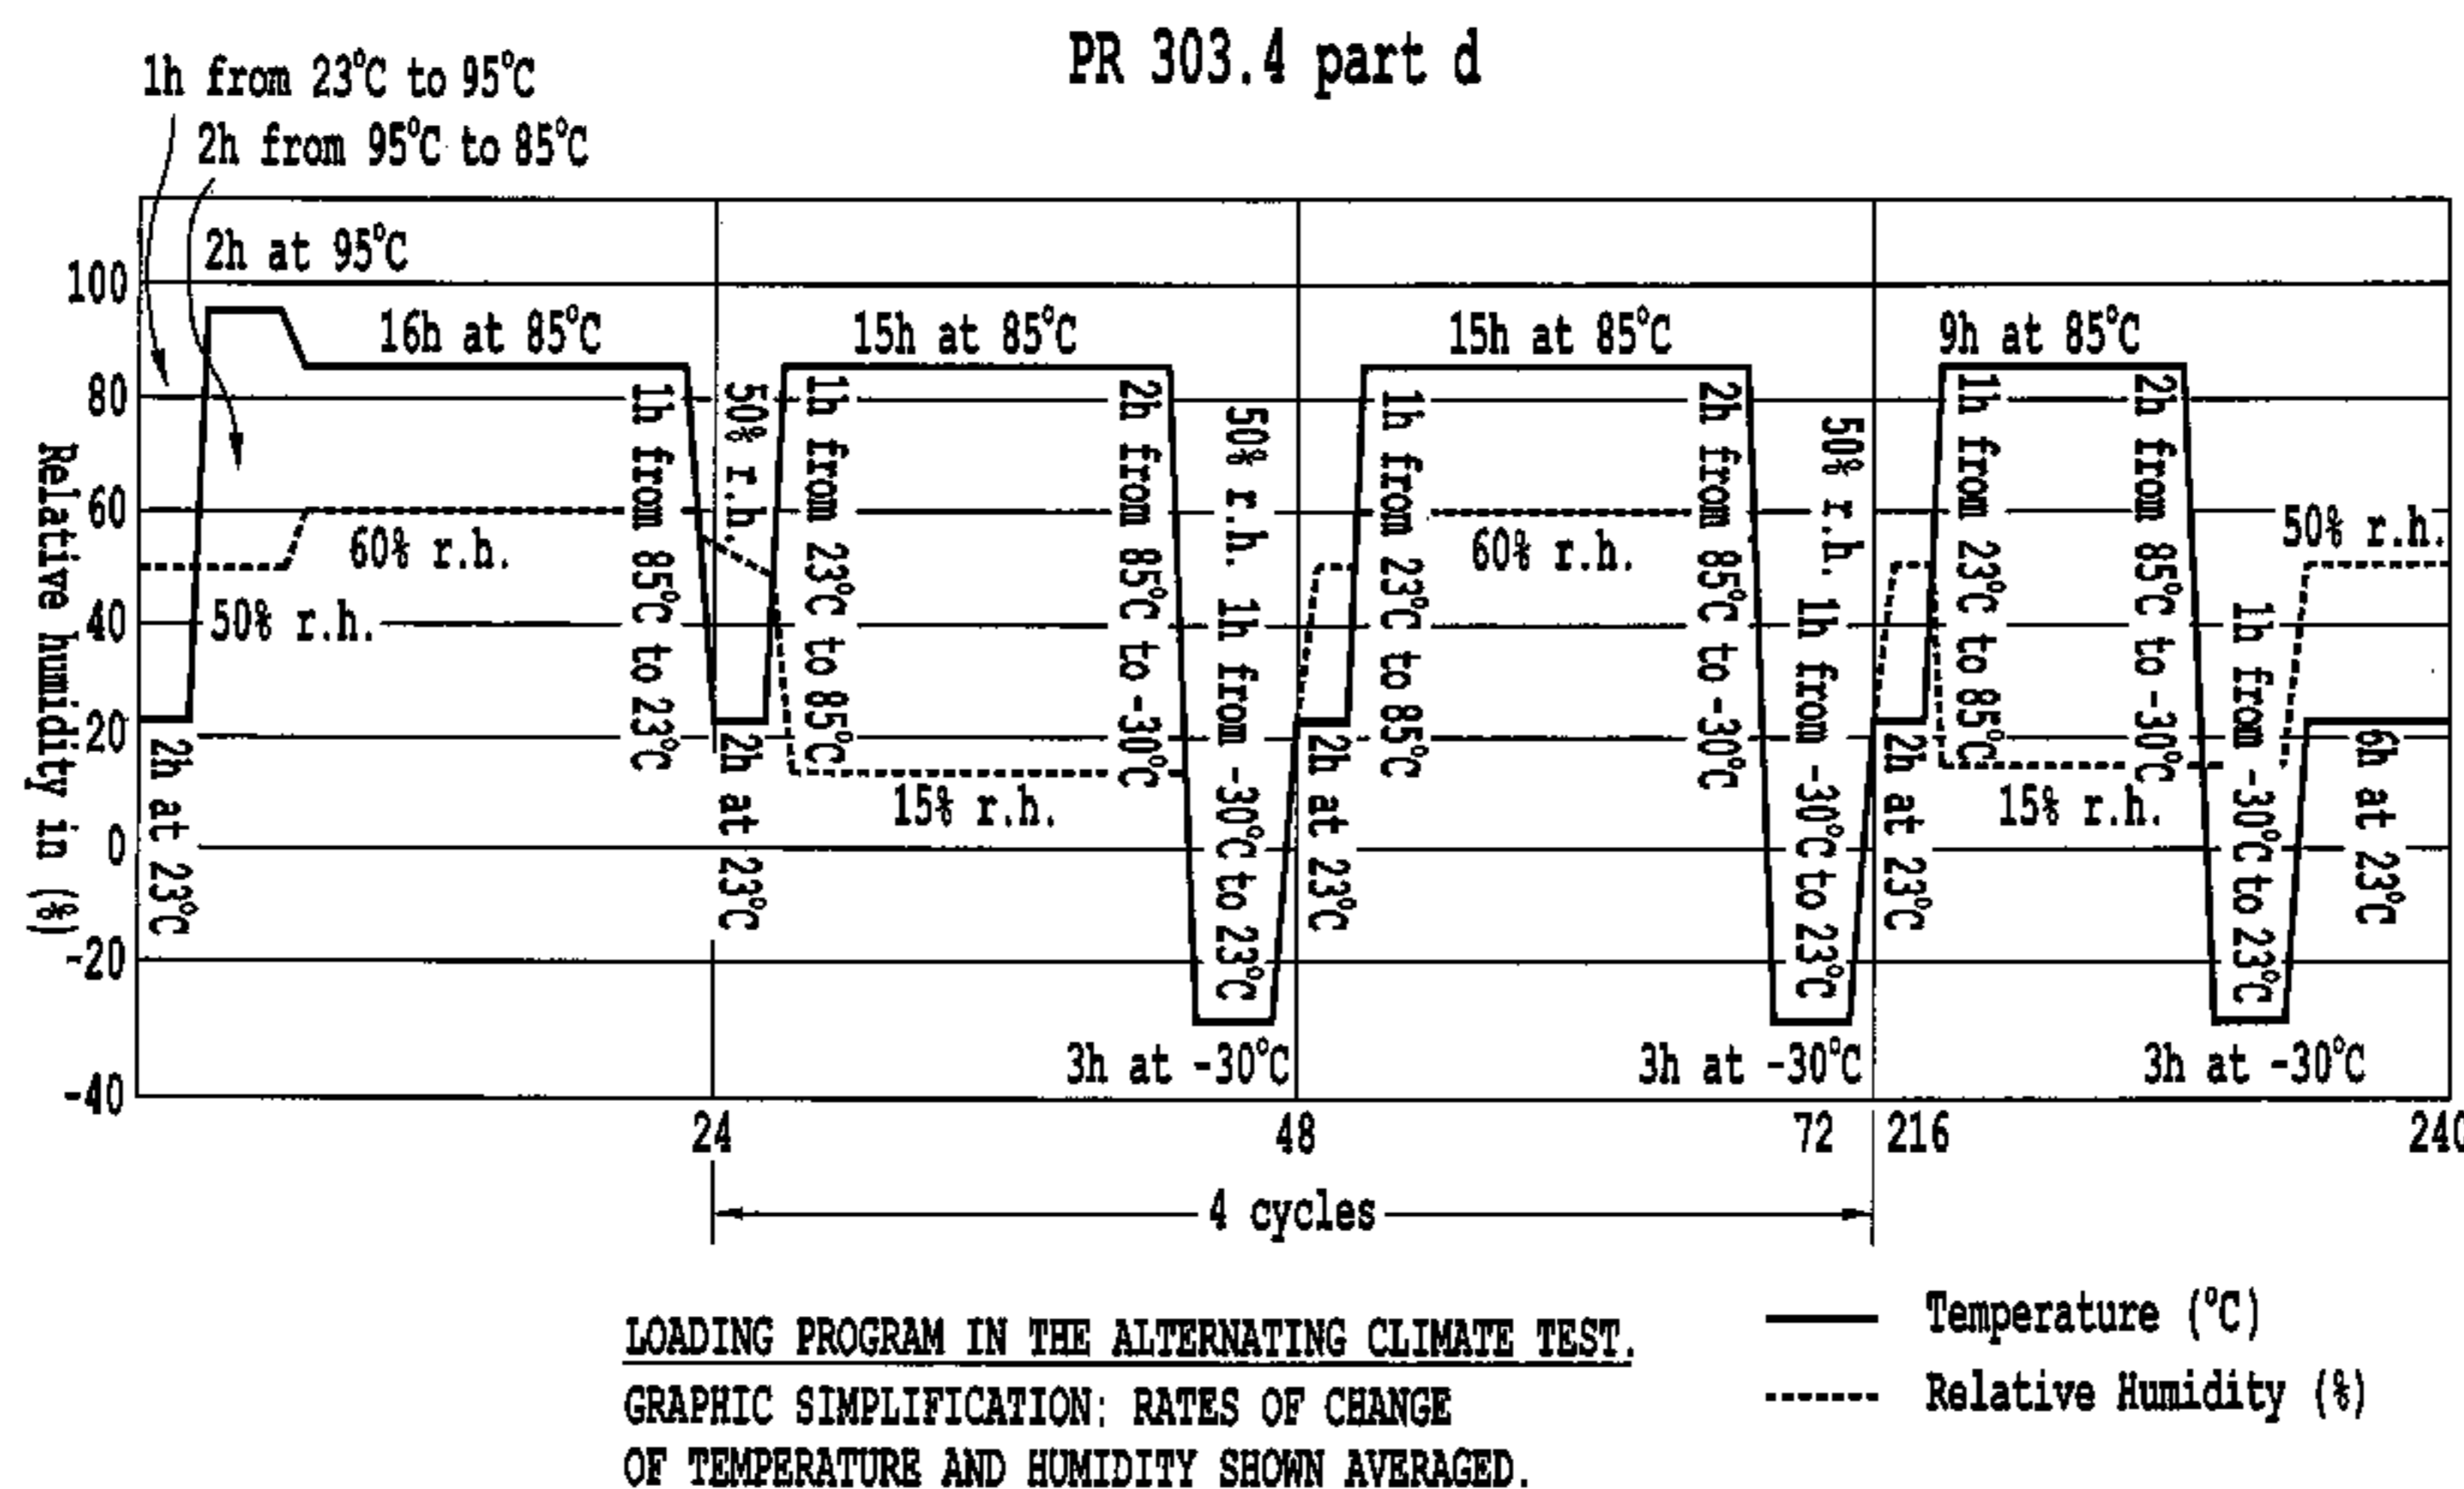 PR 303.4 part d
1h from 23°C to 95°C
2h from 95°C to 85°C
2h at 95°C
100
80
60
40
20
0
-20
-40
Relative humidity in (%)
16h at 85°C
15h at 85°C
15h at 85°C
9h at 85°C
60% r.h.
50% r.h.
2h at 23°C
1h from 85°C to 23°C
50% r.h.
2h at 23°C
1h from 23°C to 85°C
15% r.h.
2h from 85°C to -30°C
50% r.h.
1h from -30°C to 23°C
3h at -30°C
2h at 23°C
1h from 23°C to 85°C
60% r.h.
2h from 85°C to -30°C
50% r.h.
1h from -30°C to 23°C
3h at -30°C
2h at 23°C
1h from 23°C to 85°C
15% r.h.
2h from 85°C to -30°C
1h from -30°C to 23°C
3h at -30°C
50% r.h.
6h at 23°C
24
48
72
216
240
4 cycles
LOADING PROGRAM IN THE ALTERNATING CLIMATE TEST.
GRAPHIC SIMPLIFICATION: RATES OF CHANGE
OF TEMPERATURE AND HUMIDITY SHOWN AVERAGED.
Temperature (°C)
Relative Humidity (%)